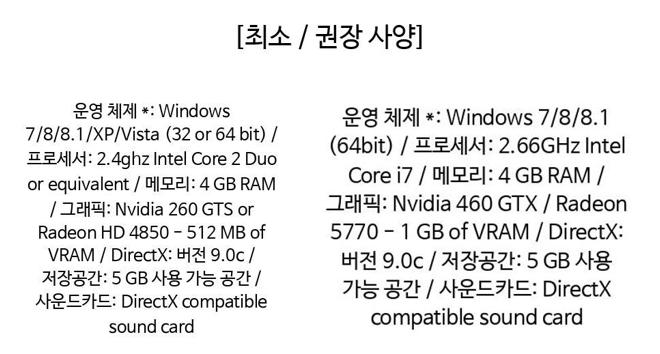 [최소 / 권장 사양]
운영 체제 *: Windows
7/8/8.1/XP/Vista (32 or 64 bit) /
프로세서: 2.4ghz Intel Core 2 Duo
or equivalent / 메모리: 4 GB RAM
/ 그래픽: Nvidia 260 GTS or
Radeon HD 4850 – 512 MB of
VRAM / DirectX: 버전 9.0c /
저장공간: 5 GB 사용 가능 공간 /
사운드카드: DirectX compatible
sound card
운영 체제 *: Windows 7/8/8.1
(64bit) / 프로세서: 2.66GHz Intel
Core i7 / 메모리: 4 GB RAM /
그래픽: Nvidia 460 GTX / Radeon
5770 – 1 GB of VRAM / DirectX:
버전 9.0c / 저장공간: 5 GB 사용
가능 공간 / 사운드카드: DirectX
compatible sound card